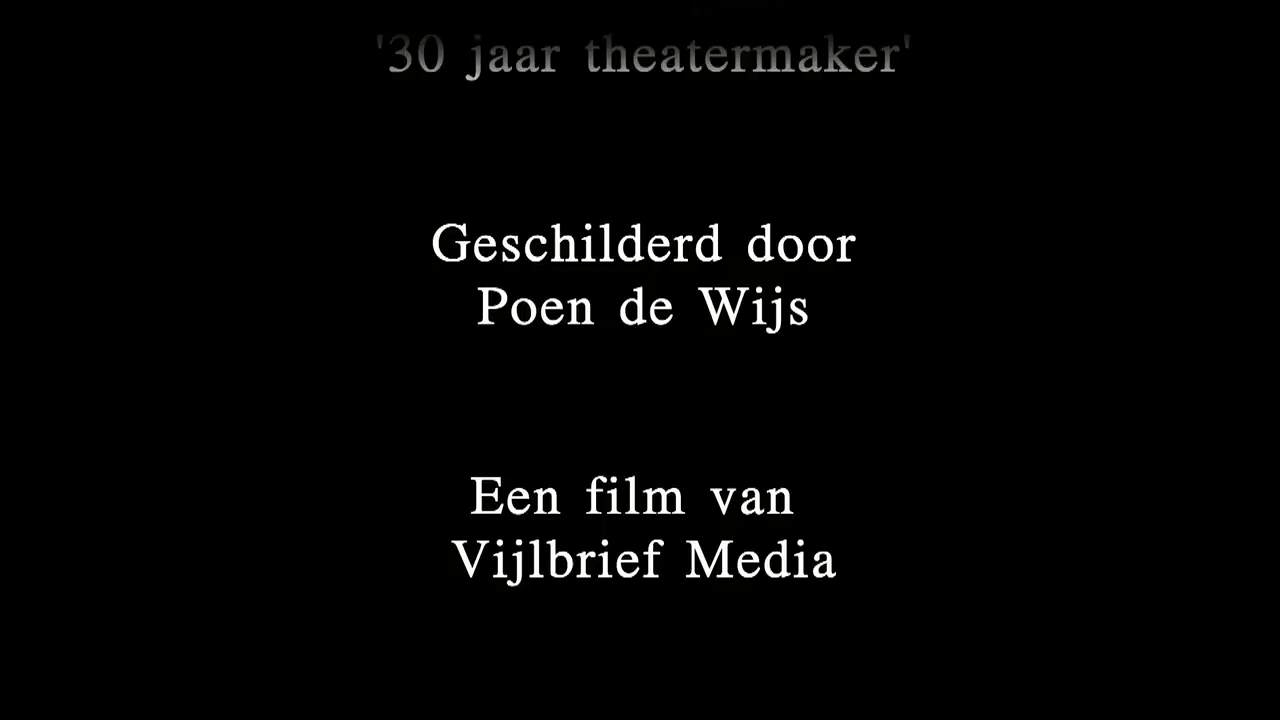 '30 jaar theatermaker'
Geschilderd door
Poen de Wijs
Een film van
Vijlbrief Media